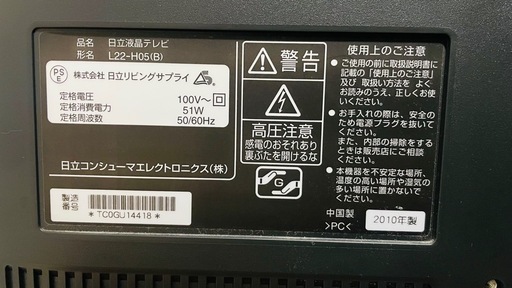 品名 日立液晶テレビ
形名 L22-H05(B)
PSE
株式会社 日立リビングサプライ
定格電圧 100V~
定格消費電力 51W
定格周波数 50/60Hz
日立コンシューマエレクトロニクス(株)
製造番号
*TC0GU14418*
警告
高圧注意
感電のおそれあり
裏ぶたを開けるな
G
使用上のご注意
●ご使用の前に取扱説明書に
記載の「使用上のご注意」
及び、取り扱い方法を よく
お読みのうえ、正しくお使い
ください。
●お手入れの際は、安全の
ため電源プラグを抜いて
ください。
また、内部の掃除をする
ときは販売店にご相談
ください。
●本機器を不安定な場所、
温度の高い場所や湿気の
多い場所に置かないで
ください。
中国製
>PC<
2010年製